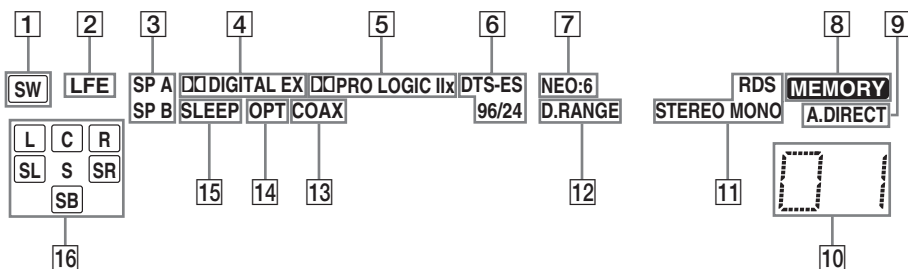 1 2 3 4 5 6 7 8 9
SW LFE SP A DIGITAL EX PRO LOGIC IIx DTS-ES NEO:6 RDS MEMORY
SP B SLEEP OPT COAX 96/24 D.RANGE STEREO MONO A.DIRECT
L C R
SL S SR
SB
01
15 14 13 12 11
16 10